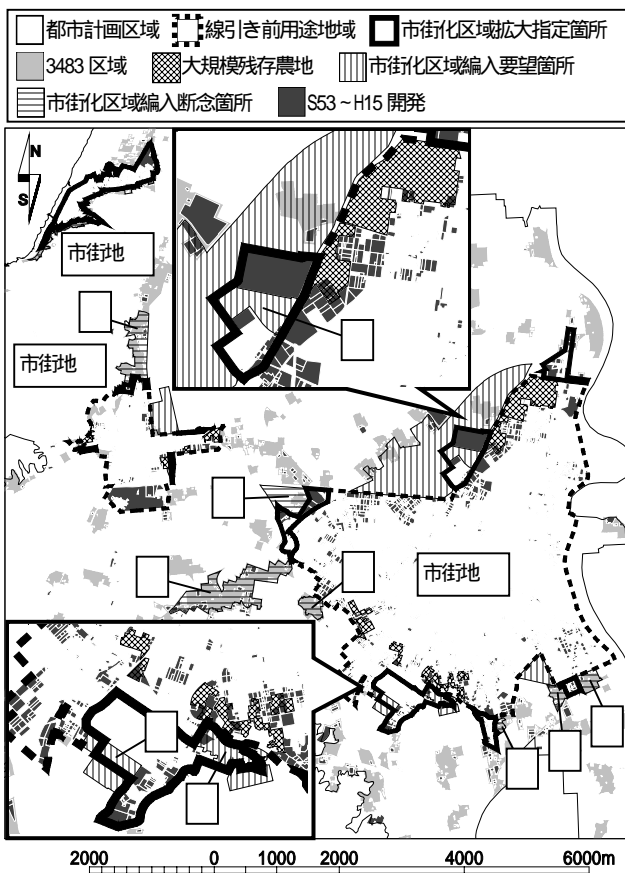 都市計画区域 線引き前用途地域 市街化区域拡大指定箇所
3483 区域 大規模残存農地 市街化区域編入要望箇所
市街化区域編入断念箇所 S53～H15 開発
N
S
市街地
市街地
市街地
2000 0 1000 2000 4000 6000m